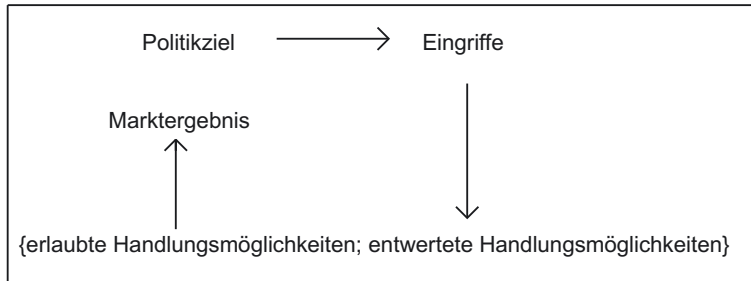 Politikziel Eingriffe
Marktergebnis
{erlaubte Handlungsmöglichkeiten; entwertete Handlungsmöglichkeiten}